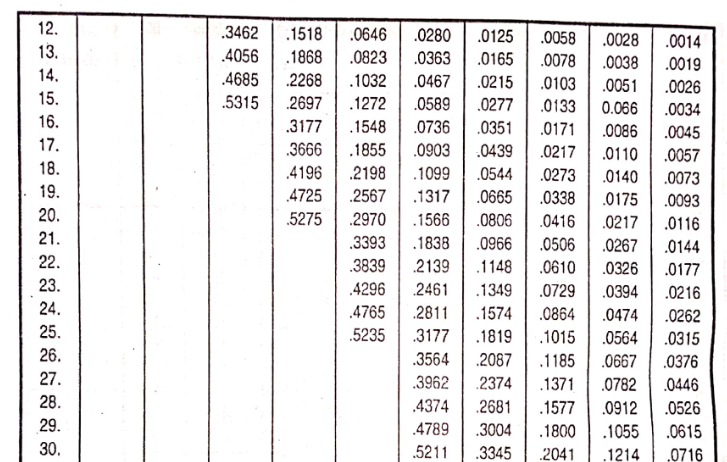 12. .3462 .1518 .0646 .0280 .0125 .0058 .0028 .0014
13. .4056 .1868 .0823 .0363 .0165 .0078 .0038 .0019
14. .4685 .2268 .1032 .0467 .0215 .0103 .0051 .0026
15. .5315 .2697 .1272 .0589 .0277 .0133 0.066 .0034
16. .3177 .1548 .0736 .0351 .0171 .0086 .0045
17. .3666 .1855 .0903 .0439 .0217 .0110 .0057
18. .4196 .2198 .1099 .0544 .0273 .0140 .0073
19. .4725 .2567 .1317 .0665 .0338 .0175 .0093
20. .5275 .2970 .1566 .0806 .0416 .0217 .0116
21. .3393 .1838 .0966 .0506 .0267 .0144
22. .3839 .2139 .1148 .0610 .0326 .0177
23. .4296 .2461 .1349 .0729 .0394 .0216
24. .4765 .2811 .1574 .0864 .0474 .0262
25. .5235 .3177 .1819 .1015 .0564 .0315
26. .3564 .2087 .1185 .0667 .0376
27. .3962 .2374 .1371 .0782 .0446
28. .4374 .2681 .1577 .0912 .0526
29. .4789 .3004 .1800 .1055 .0615
30. .5211 .3345 .2041 .1214 .0716